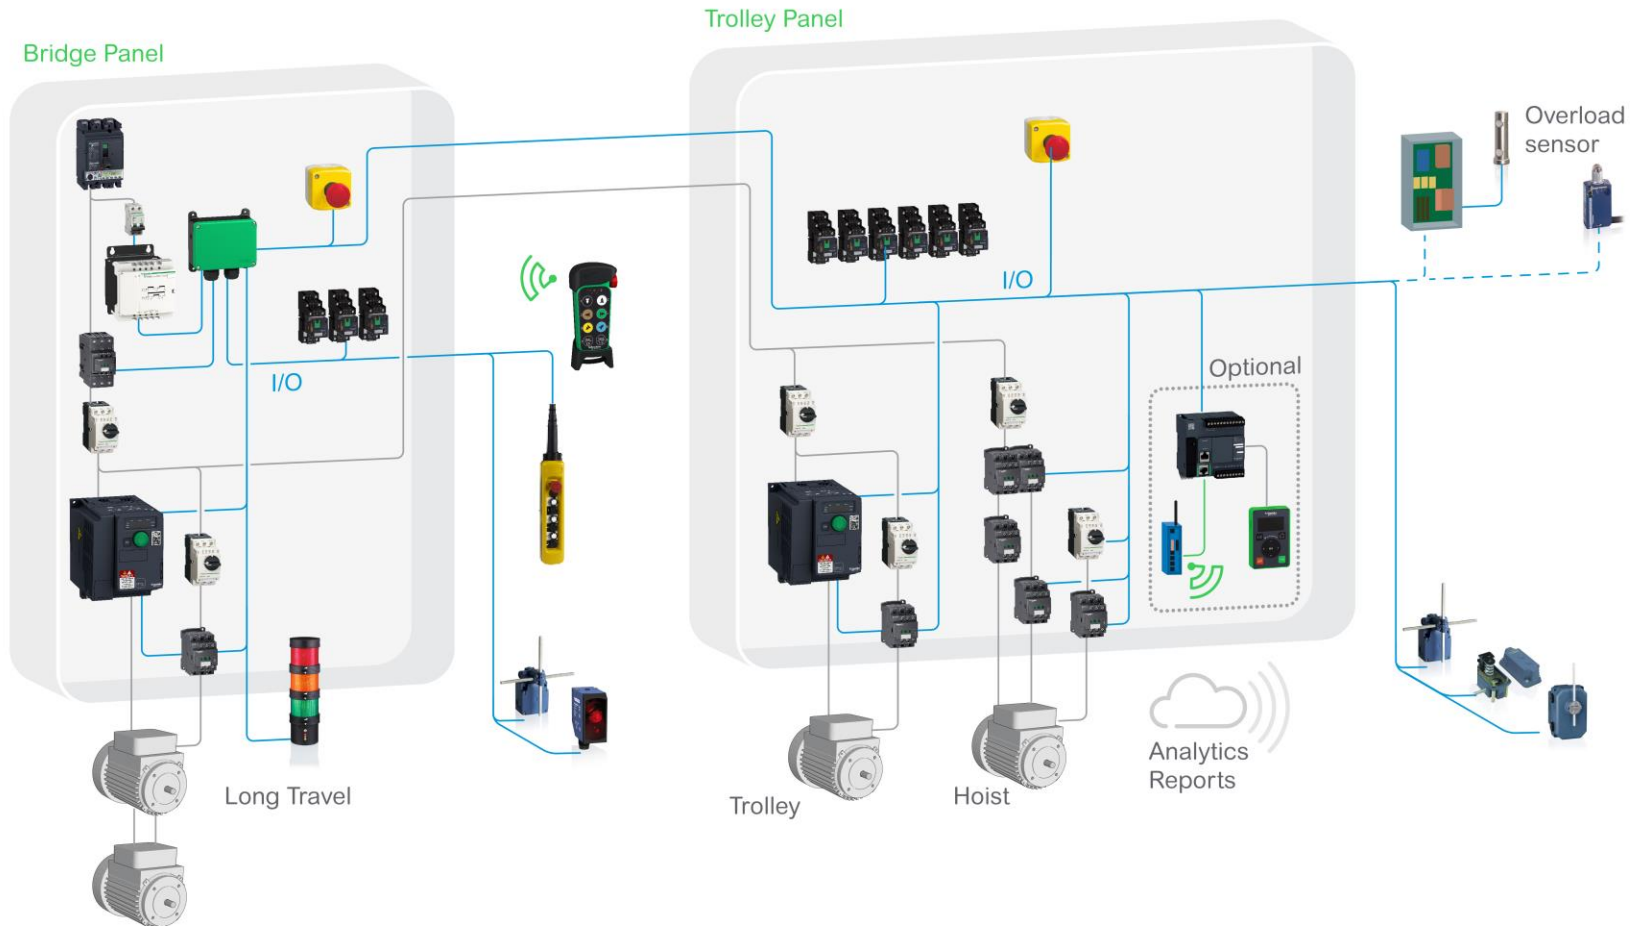 Trolley Panel
Bridge Panel
Overload
sensor
I/O
I/O
Optional
Long Travel
Trolley
Hoist
Analytics
Reports